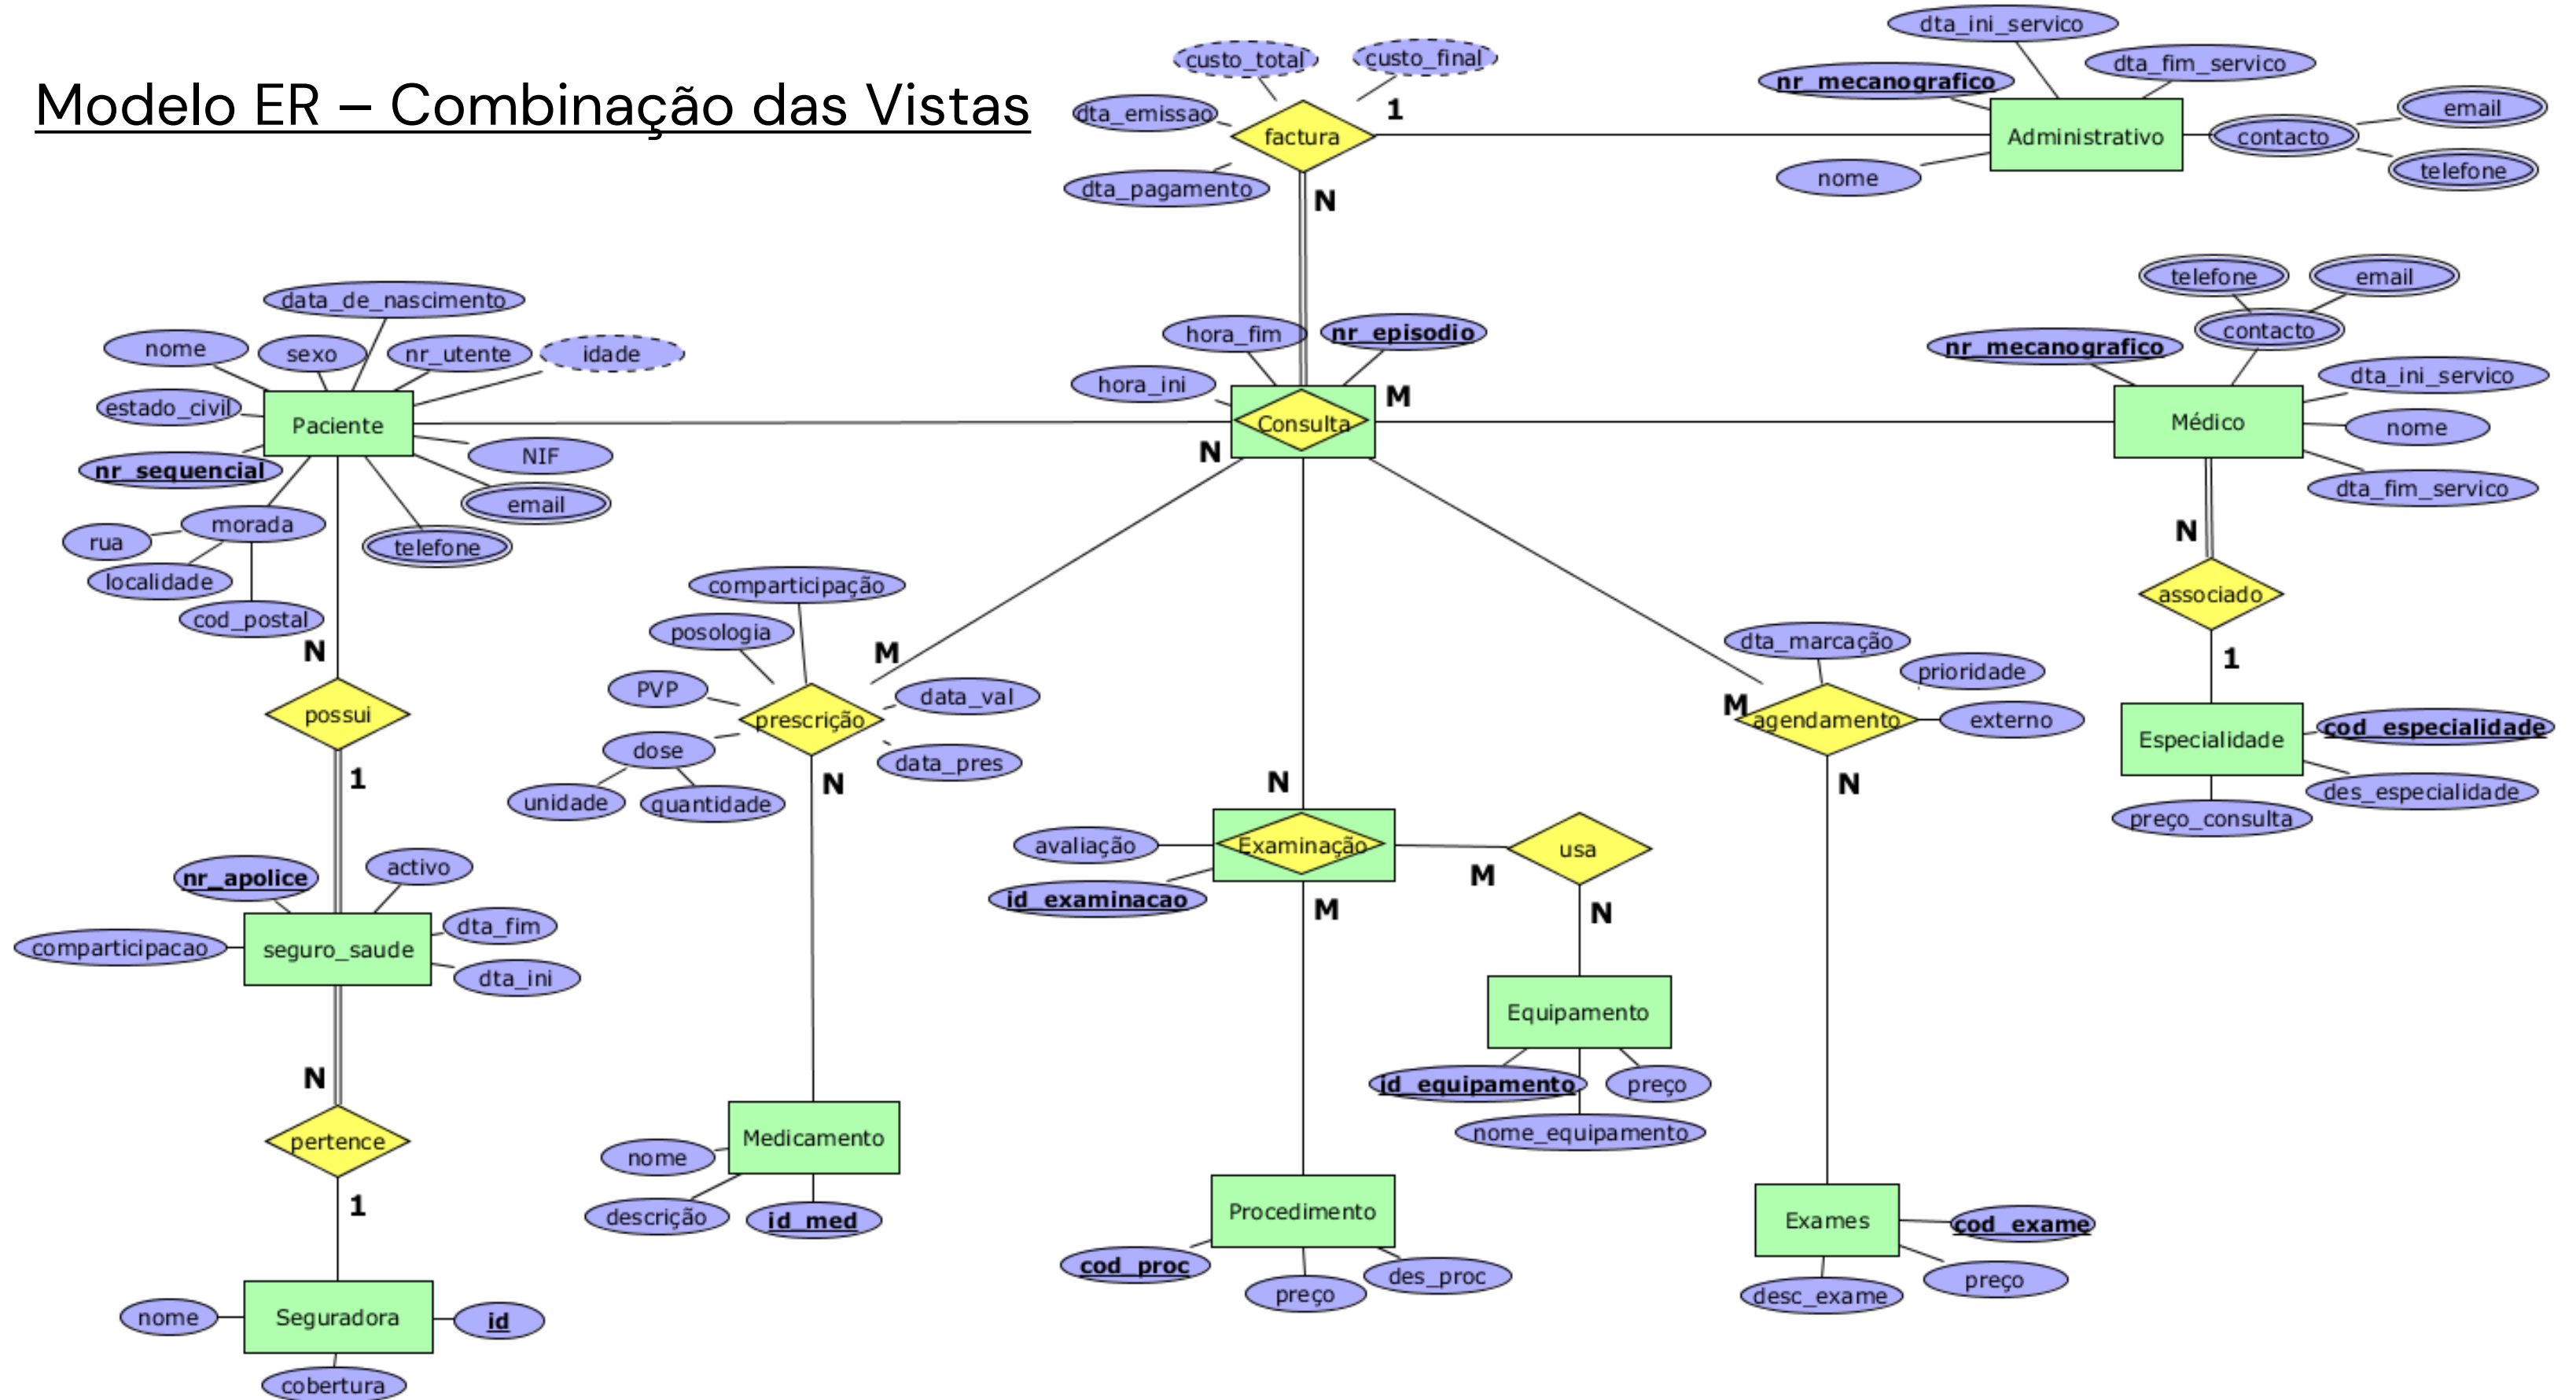 Modelo ER – Combinação das Vistas
custo_total
custo_final
dta_emissao
1
factura
dta_pagamento
N
dta_ini_servico
nr_mecanografico
dta_fim_servico
email
Administrativo
contacto
telefone
nome
data_de_nascimento
nome
sexo
nr_utente
idade
estado_civil
Paciente
NIF
nr_sequencial
email
morada
telefone
rua
localidade
cod_postal
N
hora_fim
nr_episodio
hora_ini
M
Consulta
N
telefone
email
contacto
nr_mecanografico
dta_ini_servico
Médico
nome
dta_fim_servico
N
associado
1
Especialidade
cod_especialidade
des_especialidade
preço_consulta
possui
1
nr_apolice
activo
dta_fim
comparticipacao
seguro_saude
dta_ini
N
pertence
1
nome
Seguradora
id
cobertura
comparticipação
posologia
M
PVP
data_val
prescrição
dose
data_pres
unidade
quantidade
N
Medicamento
nome
descrição
id_med
N
avaliação
Examinação
usa
id_examinacao
M
M
N
Equipamento
id_equipamento
preço
nome_equipamento
Procedimento
cod_proc
preço
des_proc
dta_marcação
prioridade
M
agendamento
externo
N
Exames
cod_exame
preço
desc_exame